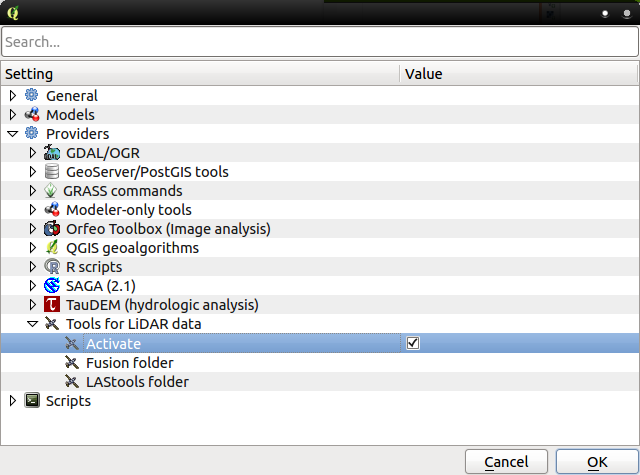 Search...
Setting Value
General
Models
Providers
GDAL/OGR
GeoServer/PostGIS tools
GRASS commands
Modeler-only tools
Orfeo Toolbox (Image analysis)
QGIS geoalgorithms
R scripts
SAGA (2.1)
TauDEM (hydrologic analysis)
Tools for LiDAR data
Activate
Fusion folder
LAStools folder
Scripts
Cancel OK